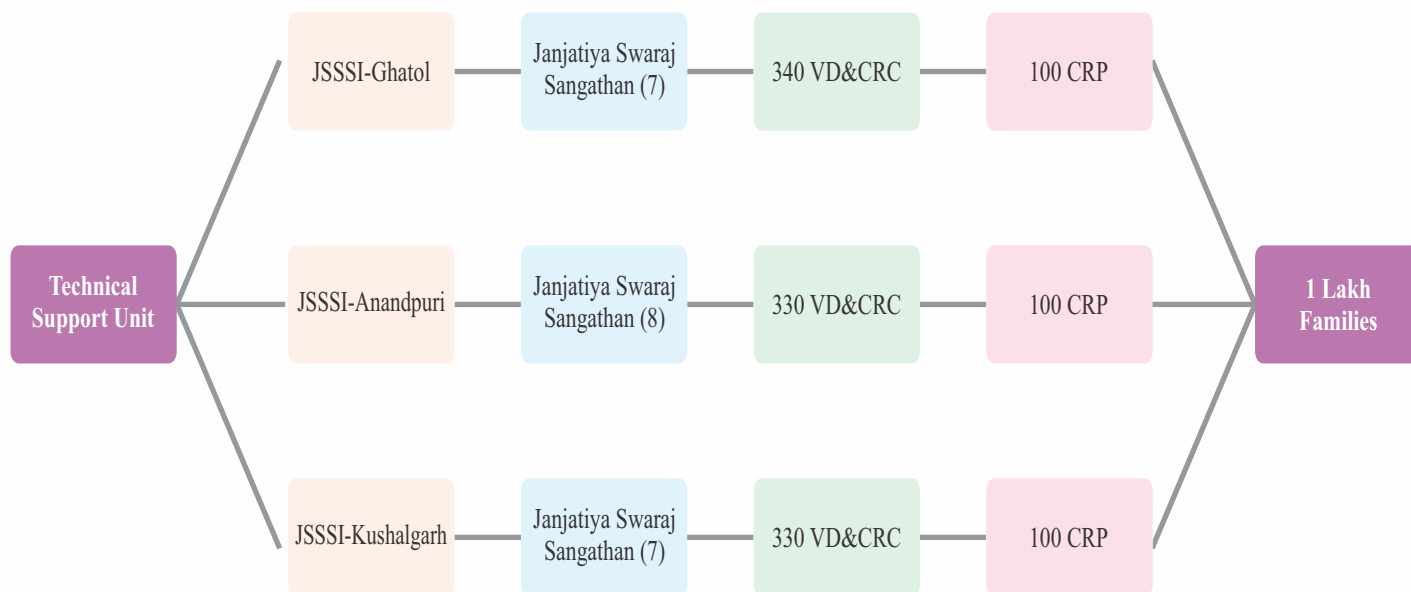 JSSSI-Ghatol
Janjatiya Swaraj
Sangathan (7)
340 VD&CRC
100 CRP
Technical
Support Unit
JSSSI-Anandpuri
Janjatiya Swaraj
Sangathan (8)
330 VD&CRC
100 CRP
1 Lakh
Families
JSSSI-Kushalgarh
Janjatiya Swaraj
Sangathan (7)
330 VD&CRC
100 CRP